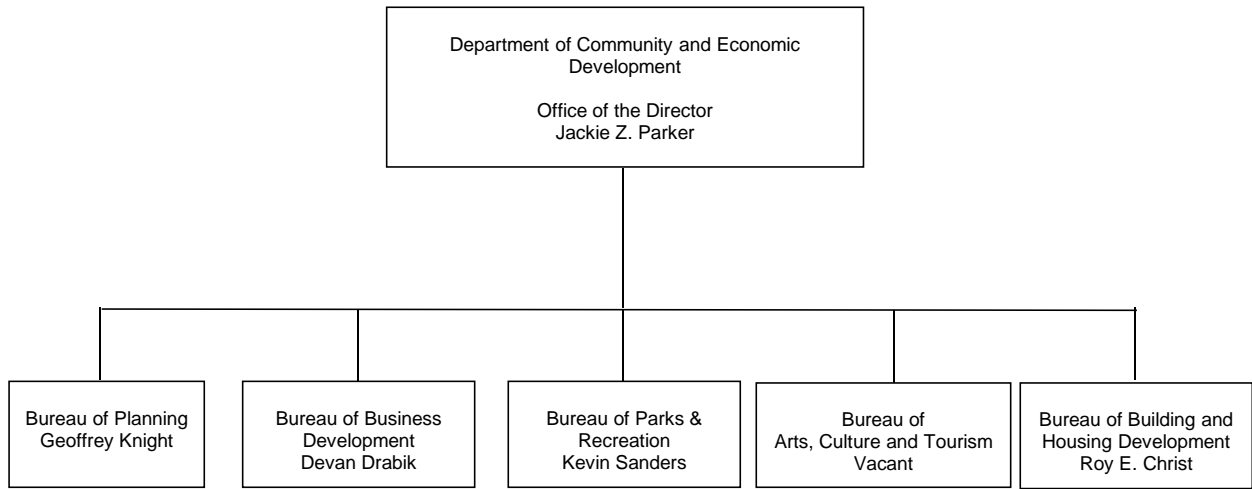 Department of Community and Economic
Development
Office of the Director
Jackie Z. Parker
Bureau of Planning
Geoffrey Knight
Bureau of Business
Development
Devan Drabik
Bureau of Parks &
Recreation
Kevin Sanders
Bureau of
Arts, Culture and Tourism
Vacant
Bureau of Building and
Housing Development
Roy E. Christ